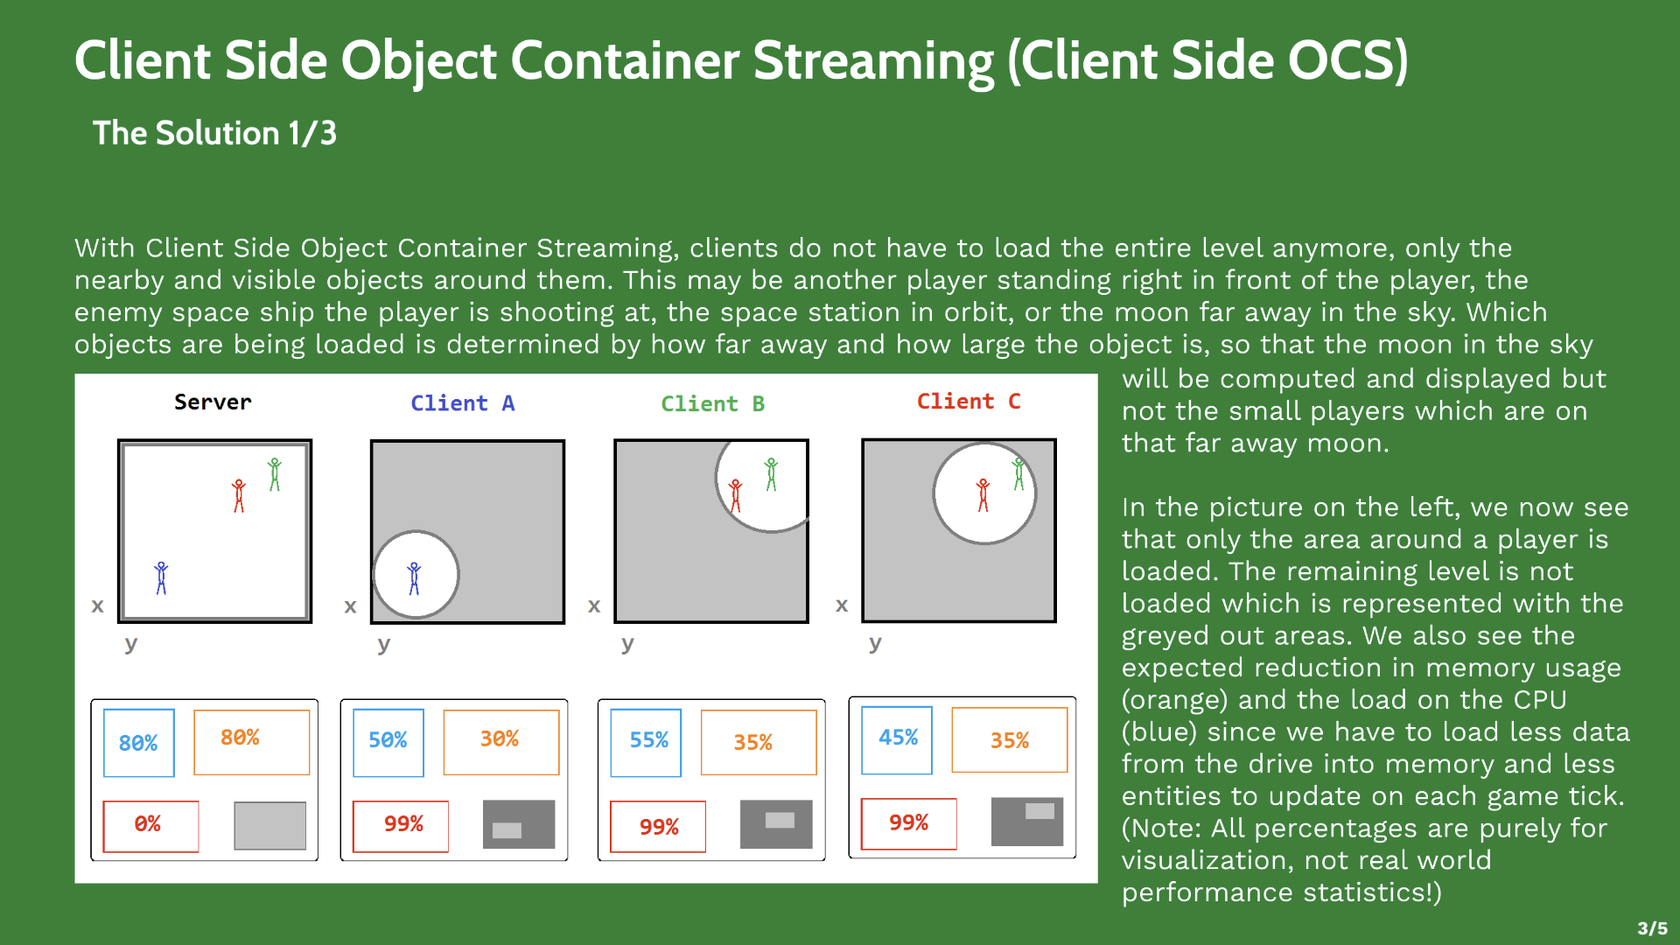 Client Side Object Container Streaming (Client Side OCS)
The Solution 1/3
With Client Side Object Container Streaming, clients do not have to load the entire level anymore, only the
nearby and visible objects around them. This may be another player standing right in front of the player, the
enemy space ship the player is shooting at, the space station in orbit, or the moon far away in the sky. Which
objects are being loaded is determined by how far away and how large the object is, so that the moon in the sky
will be computed and displayed but
not the small players which are on
that far away moon.
In the picture on the left, we now see
that only the area around a player is
loaded. The remaining level is not
loaded which is represented with the
greyed out areas. We also see the
expected reduction in memory usage
(orange) and the load on the CPU
(blue) since we have to load less data
from the drive into memory and less
entities to update on each game tick.
(Note: All percentages are purely for
visualization, not real world
performance statistics!)
Server
x
y
80%
80%
0%
Client A
x
y
50%
30%
99%
Client B
x
y
55%
35%
99%
Client C
x
y
45%
35%
99%
3/5